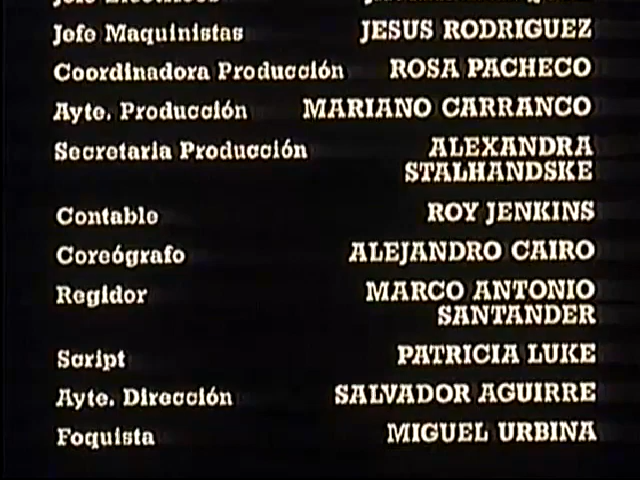 Jefe Maquinistas JESUS RODRIGUEZ
Coordinadora Producción ROSA PACHECO
Ayte. Producción MARIANO CARRANCO
Secretaria Producción ALEXANDRA
STALHANDSKE
Contable ROY JENKINS
Coreógrafo ALEJANDRO CAIRO
Regidor MARCO ANTONIO
SANTANDER
Script PATRICIA LUKE
Ayte. Dirección SALVADOR AGUIRRE
Foquista MIGUEL URBINA